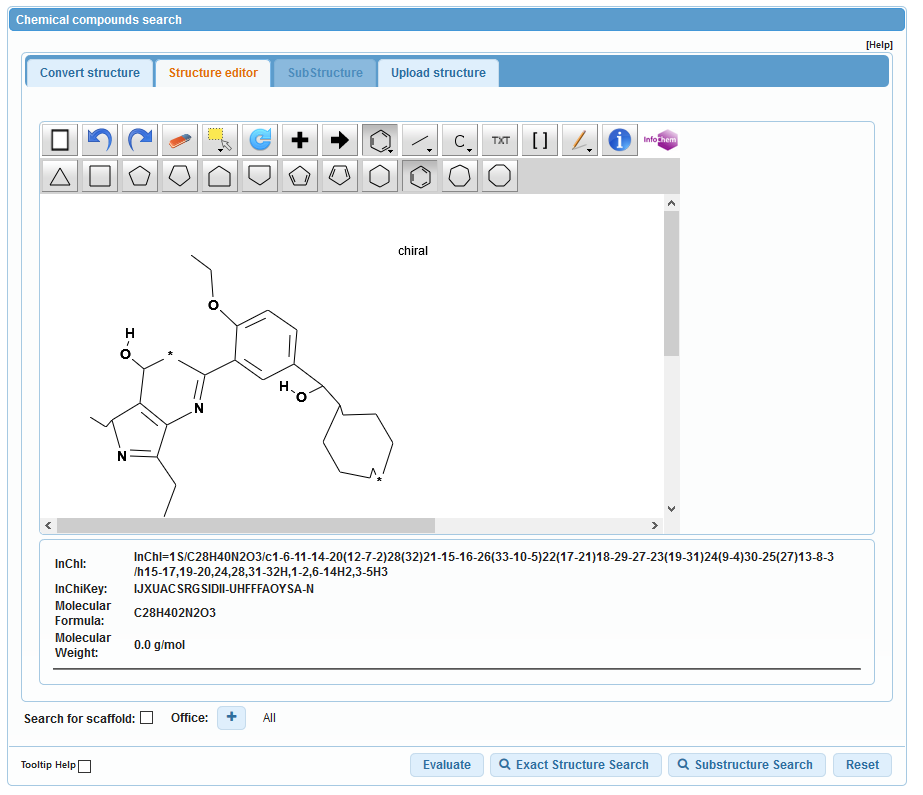 Chemical compounds search
[Help]
Convert structure Structure editor SubStructure Upload structure
C TXT [ ] i InfoChem
chiral
O
H
O
*
N
H
O
N
*
InChI: InChI=1S/C28H40N2O3/c1-6-11-14-20(12-7-2)28(32)21-15-16-26(33-10-5)22(17-21)18-29-27-23(19-31)24(9-4)30-25(27)13-8-3
/h15-17,19-20,24,28,31-32H,1-2,6-14H2,3-5H3
InChiKey: IJXUACSRGSIDII-UHFFFAOYSA-N
Molecular
Formula: C28H402N2O3
Molecular
Weight: 0.0 g/mol
Search for scaffold: Office: + All
Tooltip Help Evaluate Exact Structure Search Substructure Search Reset